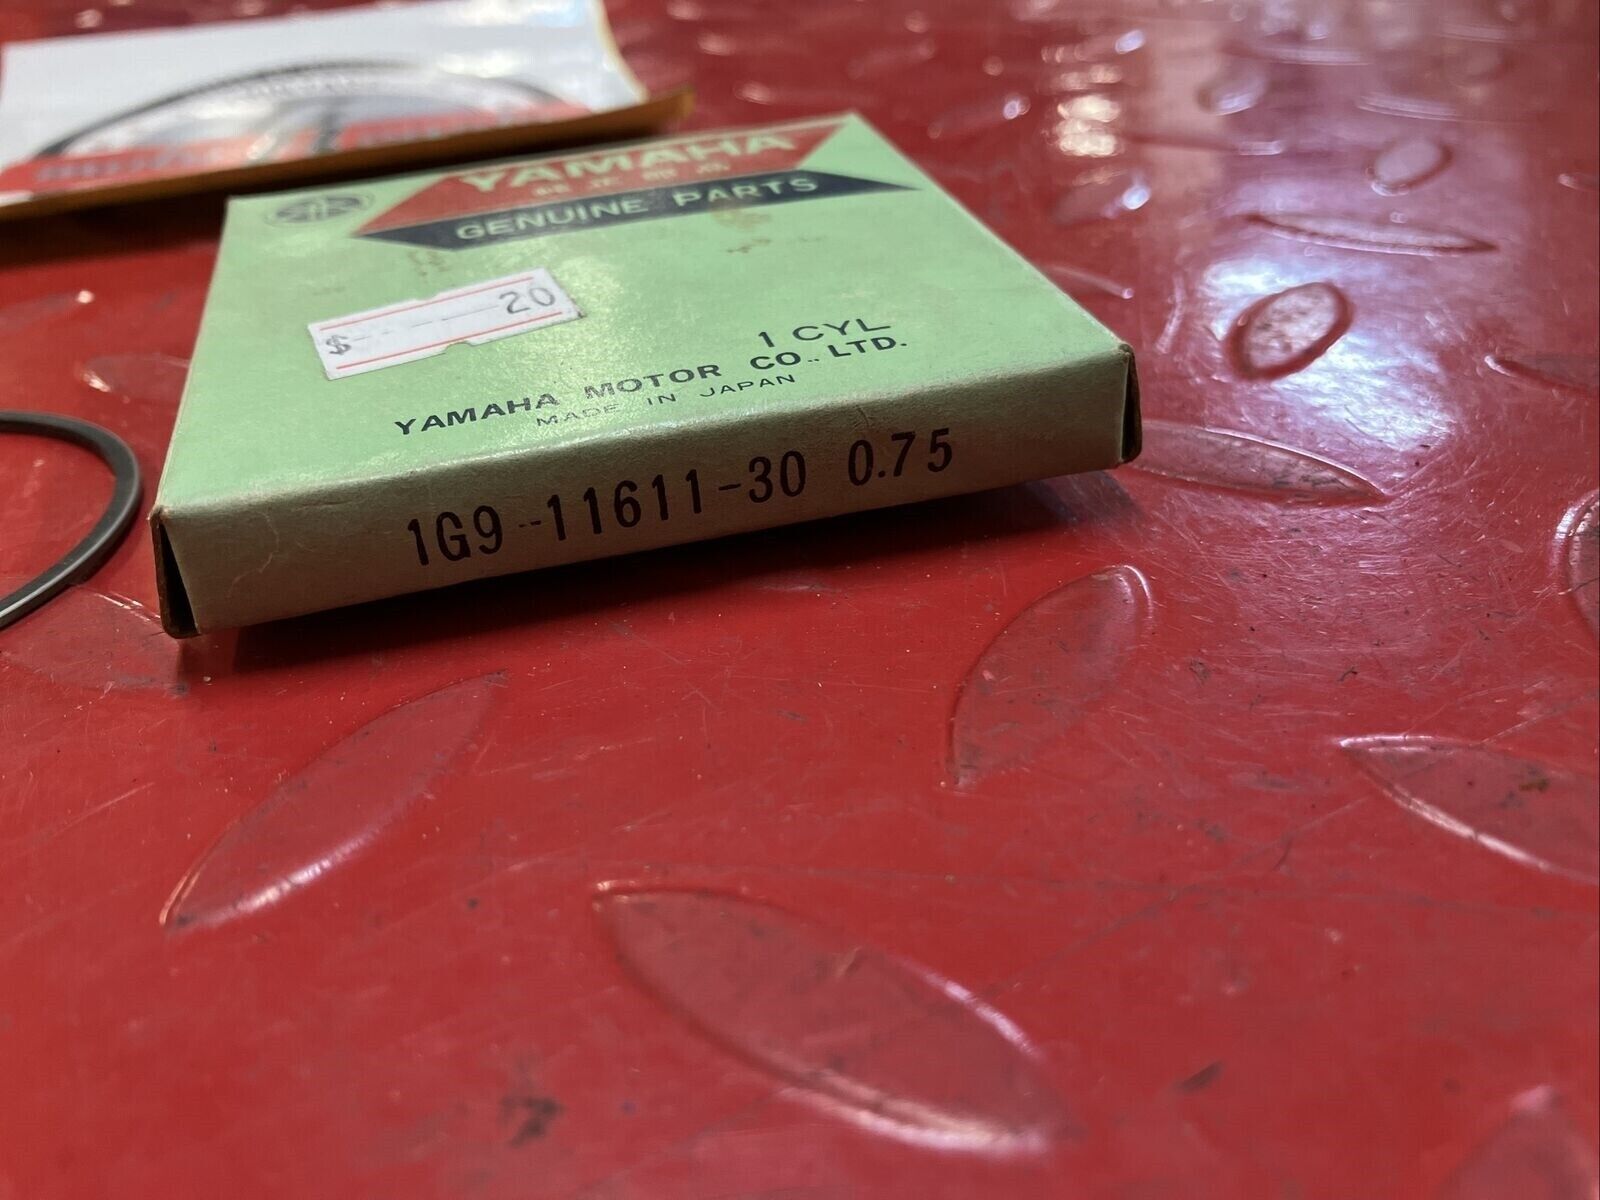 YAMAHA
GENUINE PARTS
$ 20
1 CYL
YAMAHA MOTOR CO., LTD.
MADE IN JAPAN
1G9-11611-30 0.75